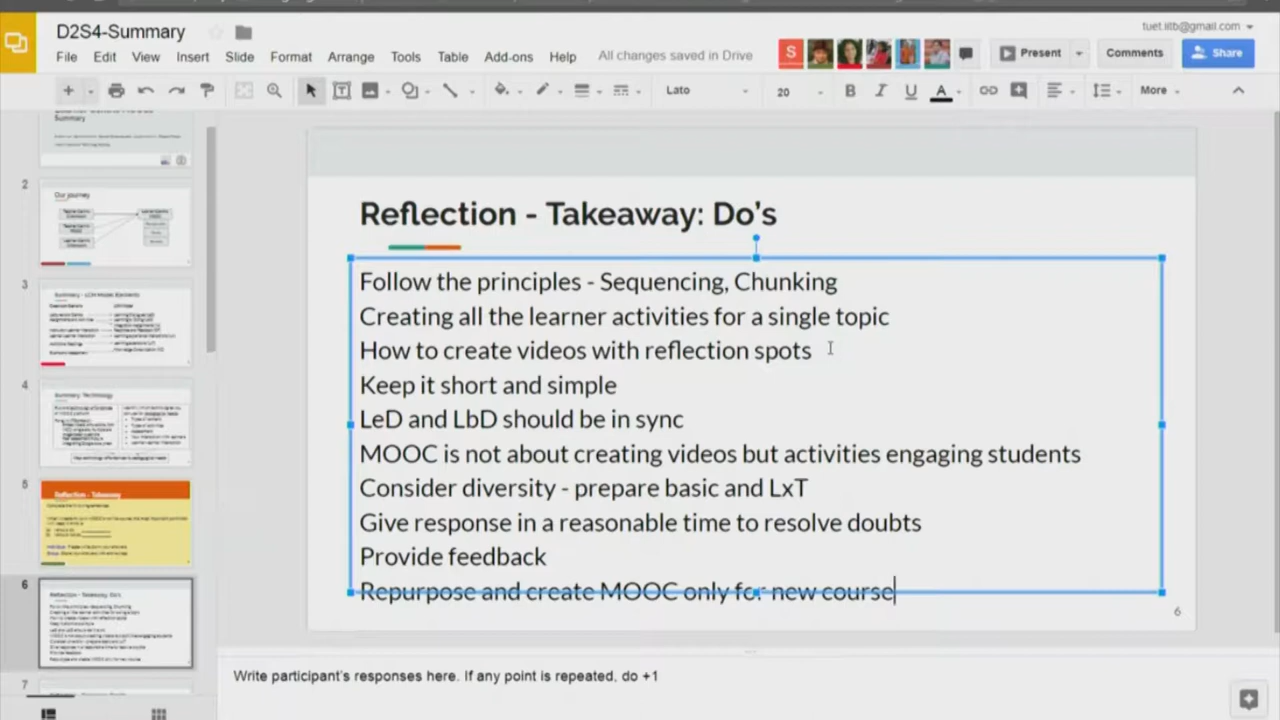 D2S4-Summary
tuet.iitb@gmail.com
File Edit View Insert Slide Format Arrange Tools Table Add-ons Help All changes saved in Drive
S
Present
Comments
Share
Lato
20
B I U A
More
Summary
2
Our journey
3
4
Summary: Technology
5
Reflection - Takeaway
6
Reflection - Takeaway: Do's
7
Reflection - Takeaway: Do's
Follow the principles - Sequencing, Chunking
Creating all the learner activities for a single topic
How to create videos with reflection spots
Keep it short and simple
LeD and LbD should be in sync
MOOC is not about creating videos but activities engaging students
Consider diversity - prepare basic and LxT
Give response in a reasonable time to resolve doubts
Provide feedback
Repurpose and create MOOC only for new course
6
Write participant's responses here. If any point is repeated, do +1